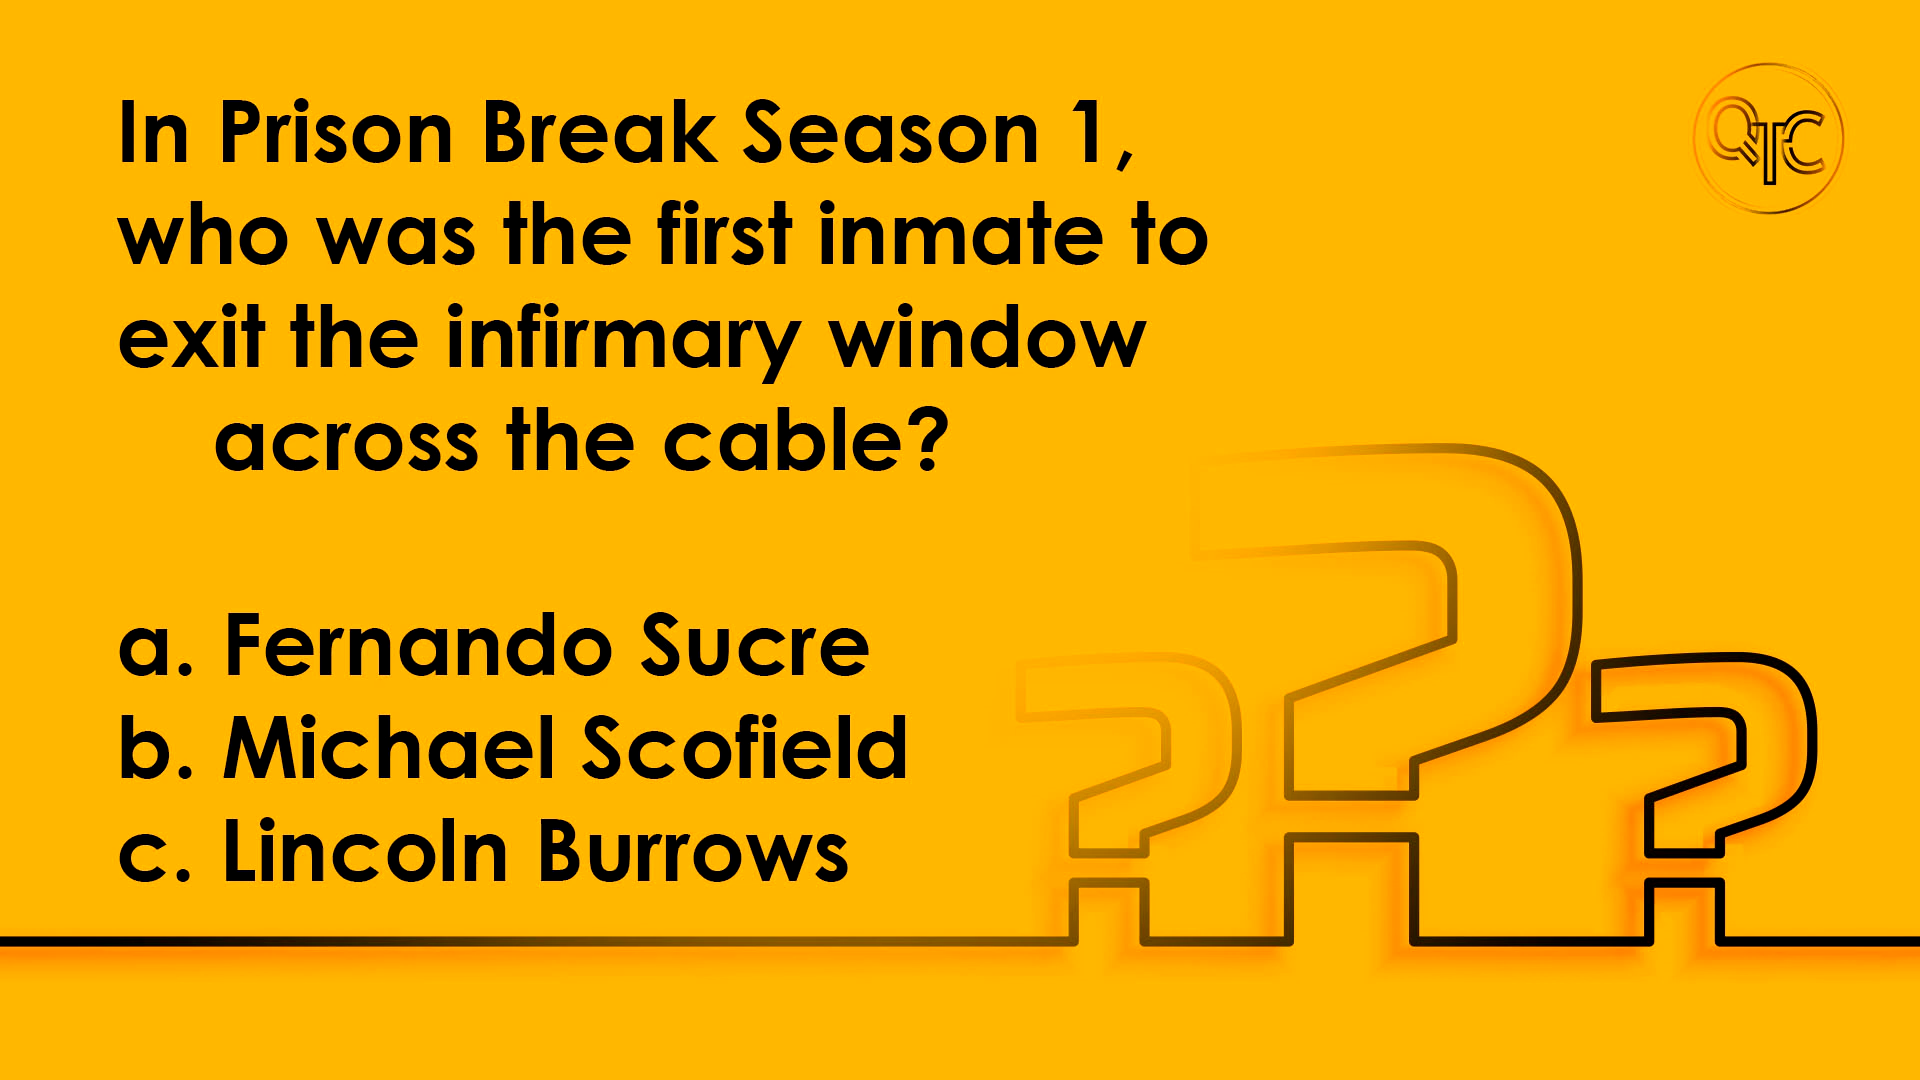 In Prison Break Season 1,
who was the first inmate to
exit the infirmary window
across the cable?
a. Fernando Sucre
b. Michael Scofield
c. Lincoln Burrows
QTC